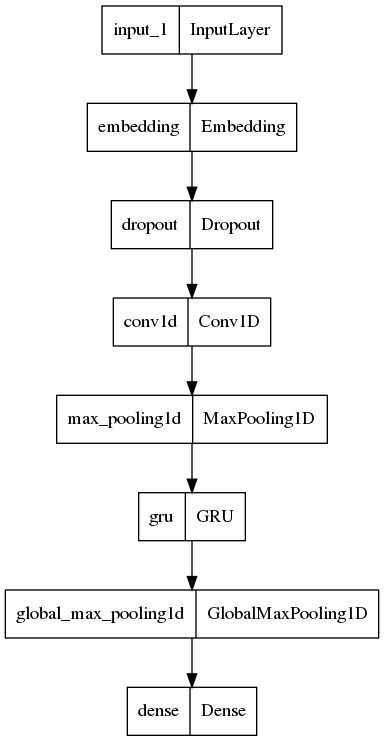 input_1 InputLayer
embedding Embedding
dropout Dropout
conv1d Conv1D
max_pooling1d MaxPooling1D
gru GRU
global_max_pooling1d GlobalMaxPooling1D
dense Dense